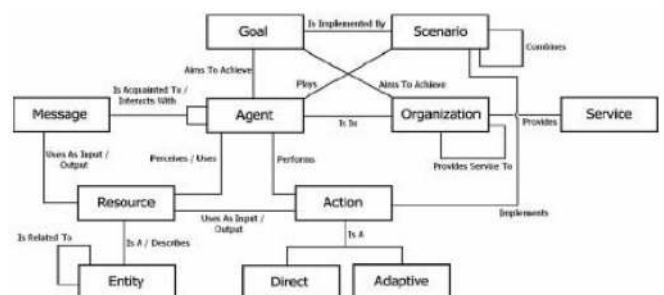 Goal
Is Implemented By
Scenario
Combines
Aims To Achieve
Plays
Aims To Achieve
Is Acquainted To /
Interacts With
Message
Agent
Is In
Organization
Provides
Service
Uses As Input /
Output
Perceives / Uses
Performs
Provides Service To
Resource
Uses As Input /
Output
Action
Implements
Is Related To
Is A / Describes
Is A
Entity
Direct
Adaptive